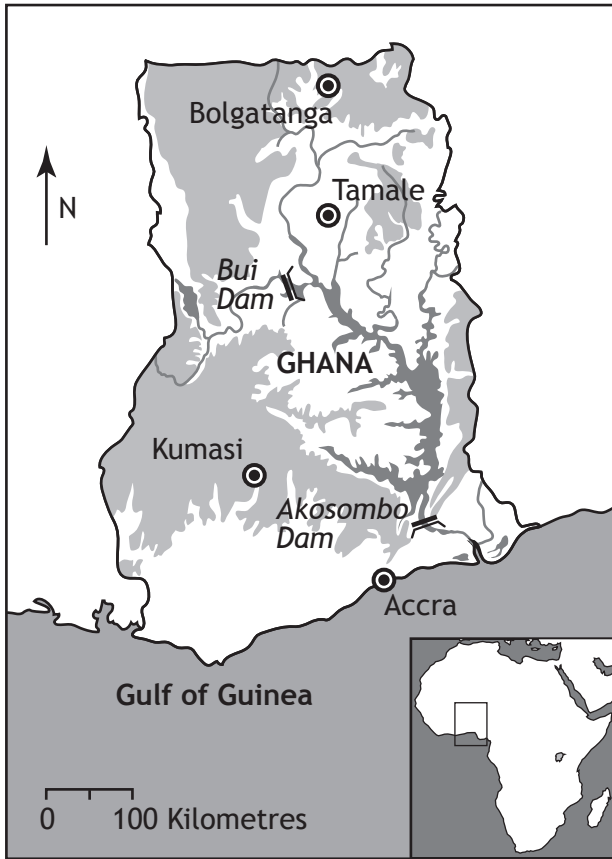 Bolgatanga
N
Tamale
Bui
Dam
GHANA
Kumasi
Akosombo
Dam
Accra
Gulf of Guinea
0 100 Kilometres